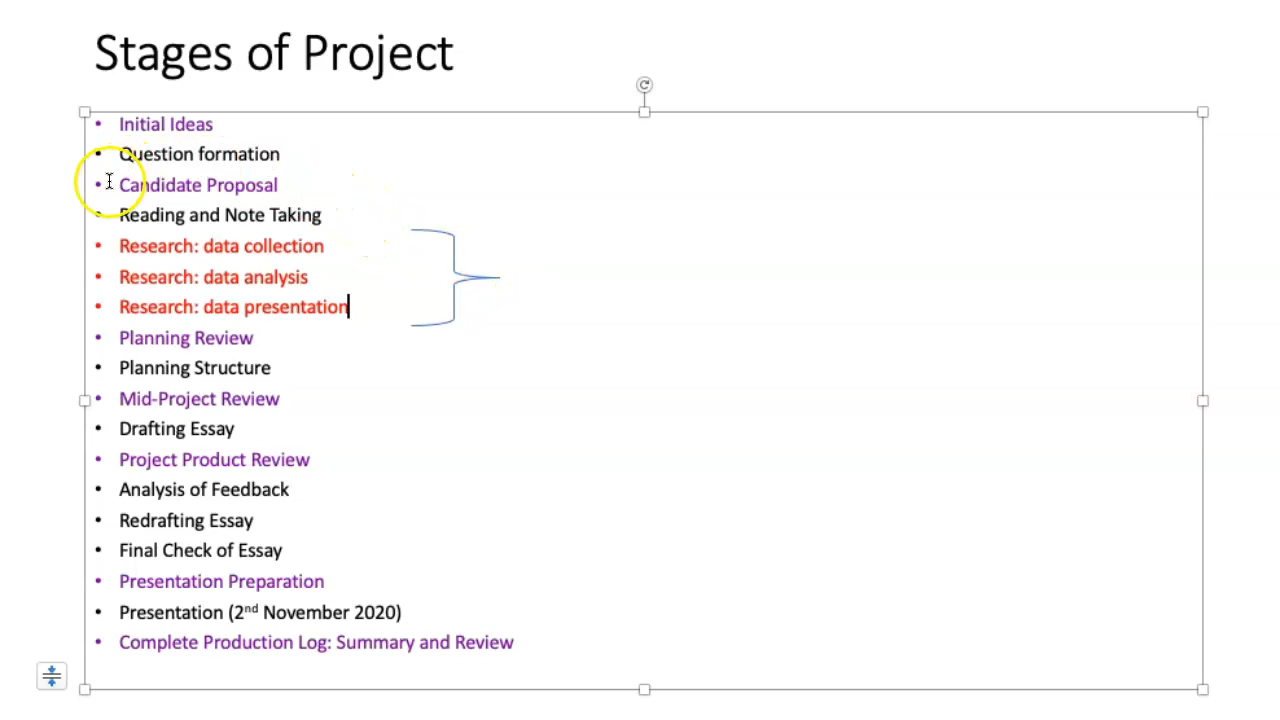 Stages of Project
• Initial Ideas
• Question formation
• Candidate Proposal
• Reading and Note Taking
• Research: data collection
• Research: data analysis
• Research: data presentation
• Planning Review
• Planning Structure
• Mid-Project Review
• Drafting Essay
• Project Product Review
• Analysis of Feedback
• Redrafting Essay
• Final Check of Essay
• Presentation Preparation
• Presentation (2nd November 2020)
• Complete Production Log: Summary and Review